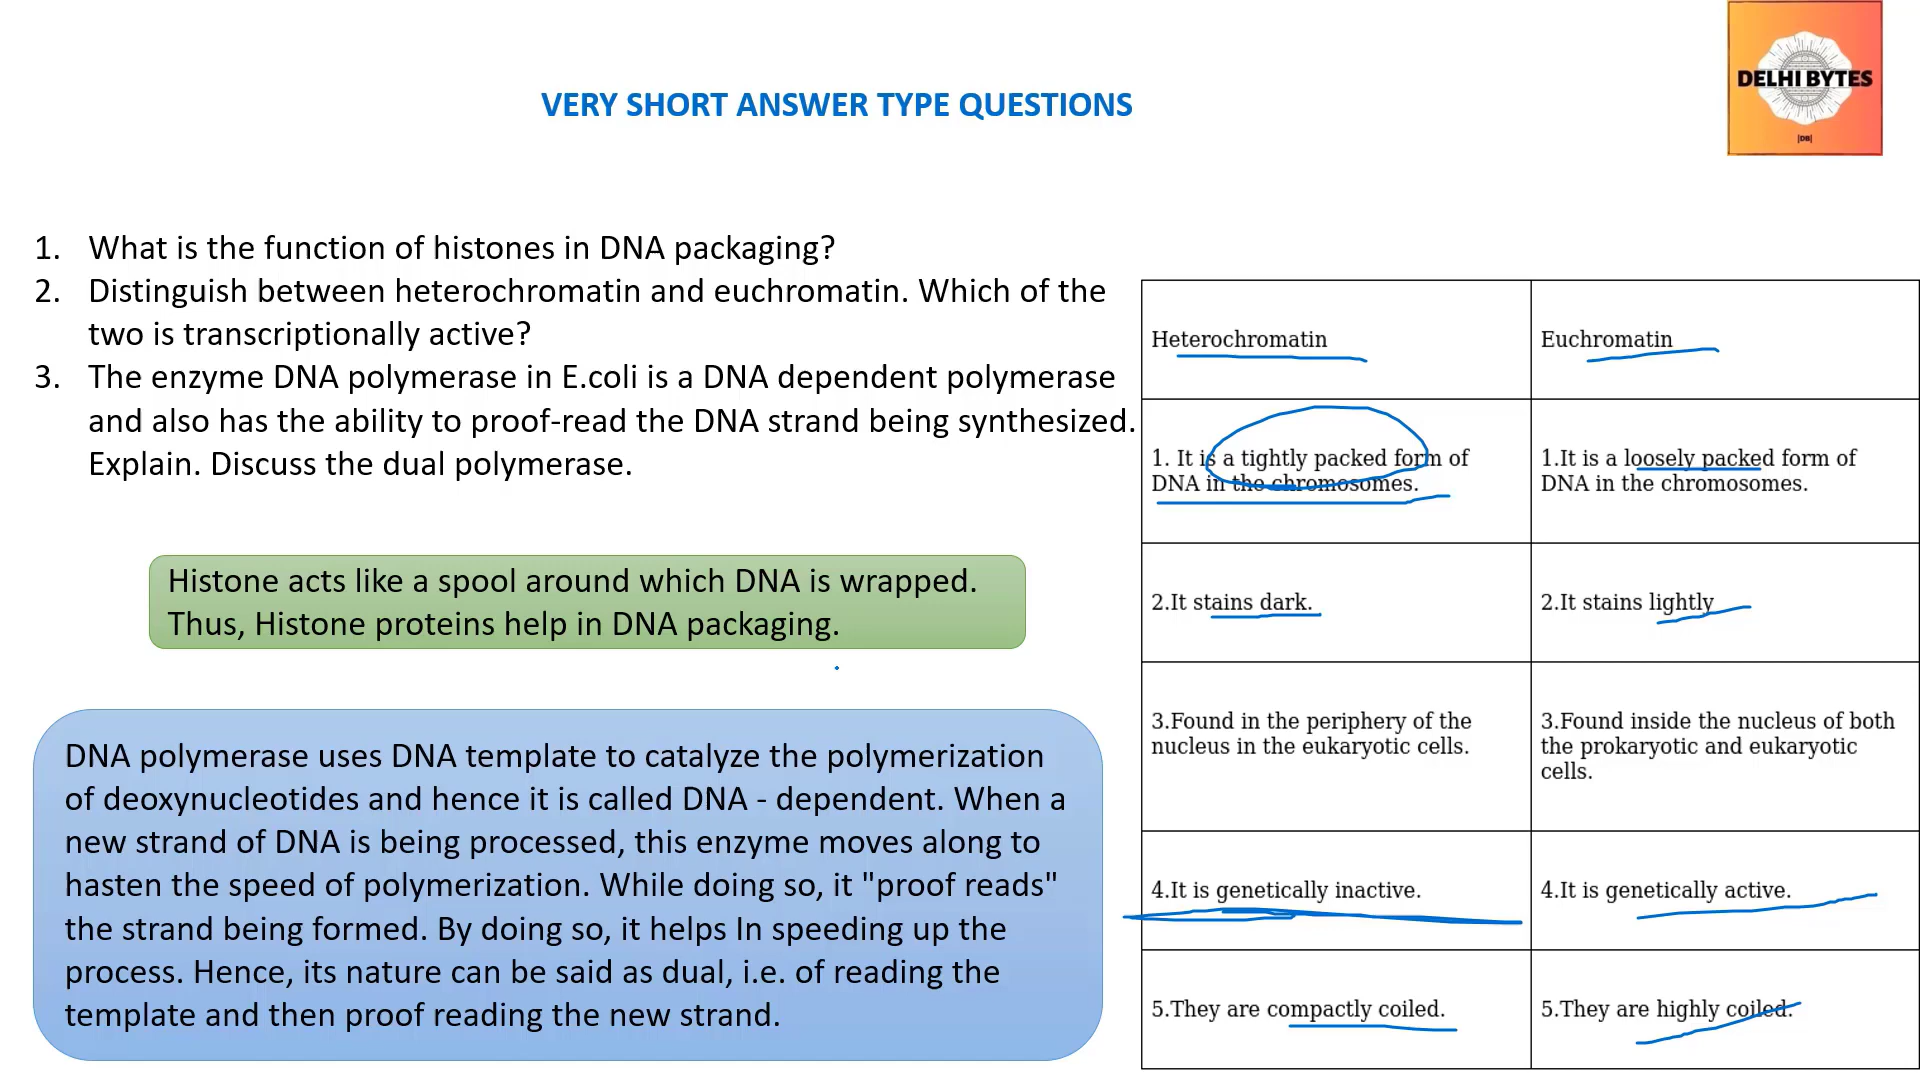 DELHI BYTES
|DB|
VERY SHORT ANSWER TYPE QUESTIONS
1. What is the function of histones in DNA packaging?
2. Distinguish between heterochromatin and euchromatin. Which of the
two is transcriptionally active?
3. The enzyme DNA polymerase in E.coli is a DNA dependent polymerase
and also has the ability to proof-read the DNA strand being synthesized.
Explain. Discuss the dual polymerase.
Histone acts like a spool around which DNA is wrapped.
Thus, Histone proteins help in DNA packaging.
DNA polymerase uses DNA template to catalyze the polymerization
of deoxynucleotides and hence it is called DNA - dependent. When a
new strand of DNA is being processed, this enzyme moves along to
hasten the speed of polymerization. While doing so, it "proof reads"
the strand being formed. By doing so, it helps In speeding up the
process. Hence, its nature can be said as dual, i.e. of reading the
template and then proof reading the new strand.
Heterochromatin
Euchromatin
1. It is a tightly packed form of
DNA in the chromosomes.
1.It is a loosely packed form of
DNA in the chromosomes.
2.It stains dark.
2.It stains lightly
3.Found in the periphery of the
nucleus in the eukaryotic cells.
3.Found inside the nucleus of both
the prokaryotic and eukaryotic
cells.
4.It is genetically inactive.
4.It is genetically active.
5.They are compactly coiled.
5.They are highly coiled.